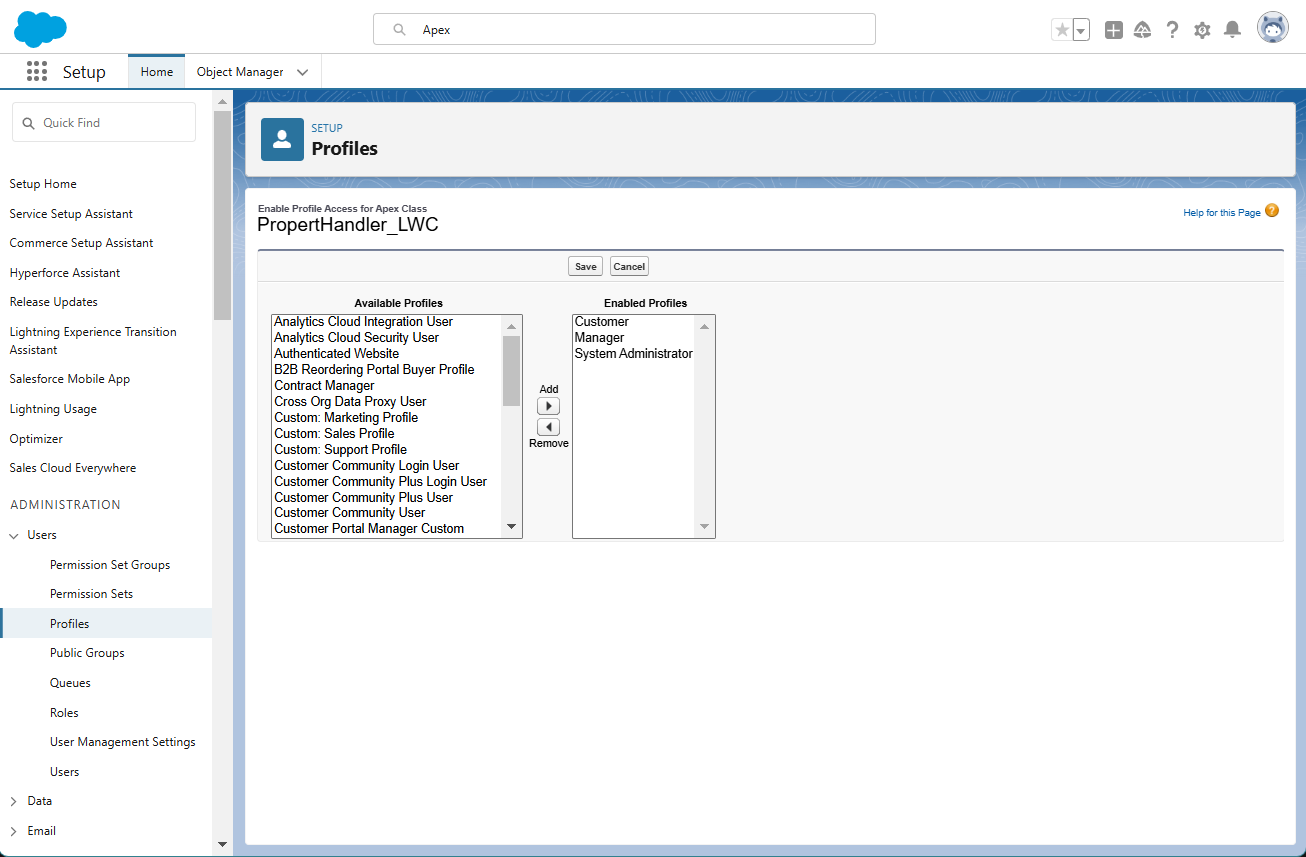 Apex
Setup
Home
Object Manager
Quick Find
Setup Home
Service Setup Assistant
Commerce Setup Assistant
Hyperforce Assistant
Release Updates
Lightning Experience Transition
Assistant
Salesforce Mobile App
Lightning Usage
Optimizer
Sales Cloud Everywhere
ADMINISTRATION
Users
Permission Set Groups
Permission Sets
Profiles
Public Groups
Queues
Roles
User Management Settings
Users
Data
Email
SETUP
Profiles
Enable Profile Access for Apex Class
PropertHandler_LWC
Help for this Page ?
Save Cancel
Available Profiles
Analytics Cloud Integration User
Analytics Cloud Security User
Authenticated Website
B2B Reordering Portal Buyer Profile
Contract Manager
Cross Org Data Proxy User
Custom: Marketing Profile
Custom: Sales Profile
Custom: Support Profile
Customer Community Login User
Customer Community Plus Login User
Customer Community Plus User
Customer Community User
Customer Portal Manager Custom
Add
Remove
Enabled Profiles
Customer
Manager
System Administrator